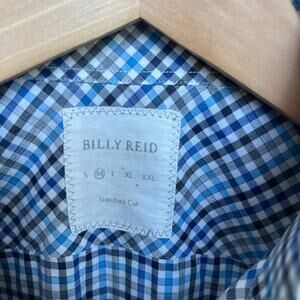 BILLY REID
S M L XL XXL
Standard Cut